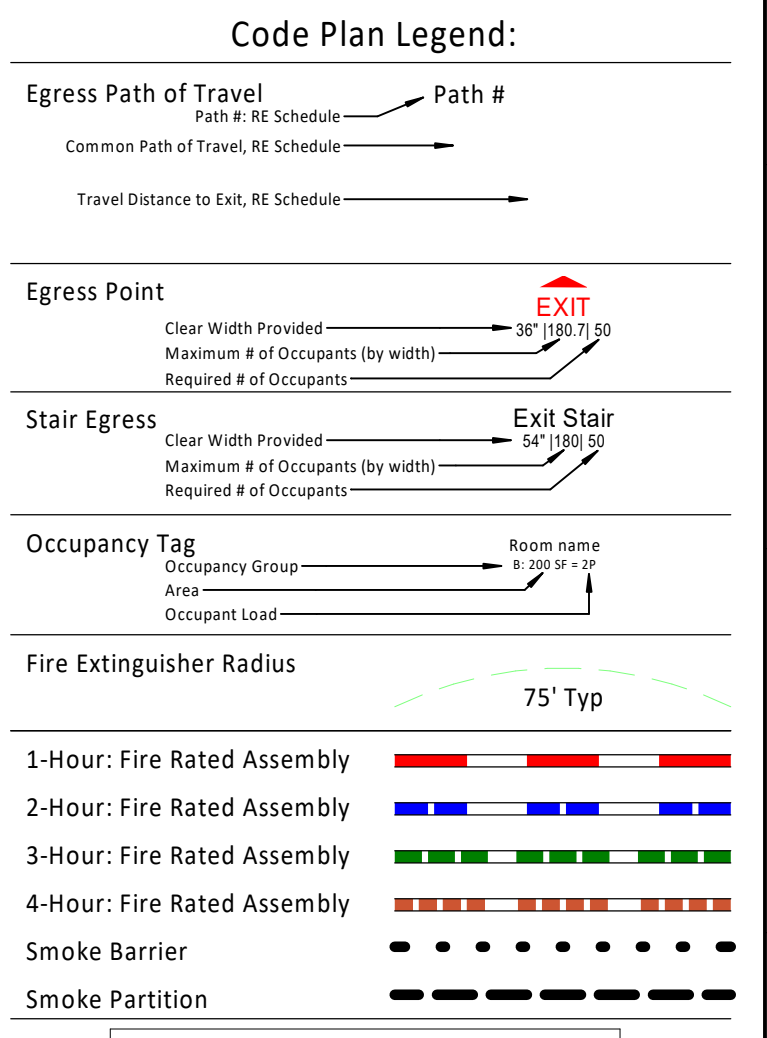 Code Plan Legend:
Egress Path of Travel
Path #
Path #: RE Schedule
Common Path of Travel, RE Schedule
Travel Distance to Exit, RE Schedule
Egress Point
EXIT
Clear Width Provided
36" |180.7| 50
Maximum # of Occupants (by width)
Required # of Occupants
Stair Egress
Exit Stair
Clear Width Provided
54" |180| 50
Maximum # of Occupants (by width)
Required # of Occupants
Occupancy Tag
Room name
Occupancy Group
B: 200 SF = 2P
Area
Occupant Load
Fire Extinguisher Radius
75' Typ
1-Hour: Fire Rated Assembly
2-Hour: Fire Rated Assembly
3-Hour: Fire Rated Assembly
4-Hour: Fire Rated Assembly
Smoke Barrier
Smoke Partition